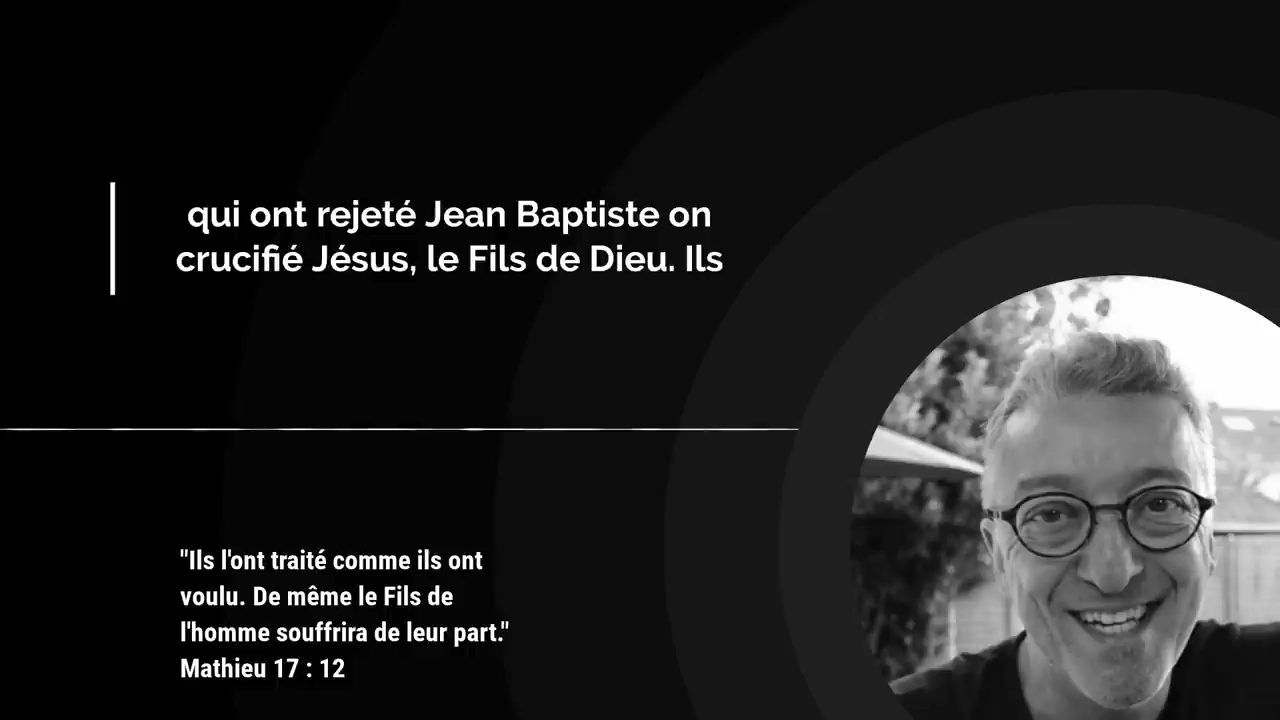 qui ont rejeté Jean Baptiste on
crucifié Jésus, le Fils de Dieu. Ils
"Ils l'ont traité comme ils ont
voulu. De même le Fils de
l'homme souffrira de leur part."
Mathieu 17 : 12